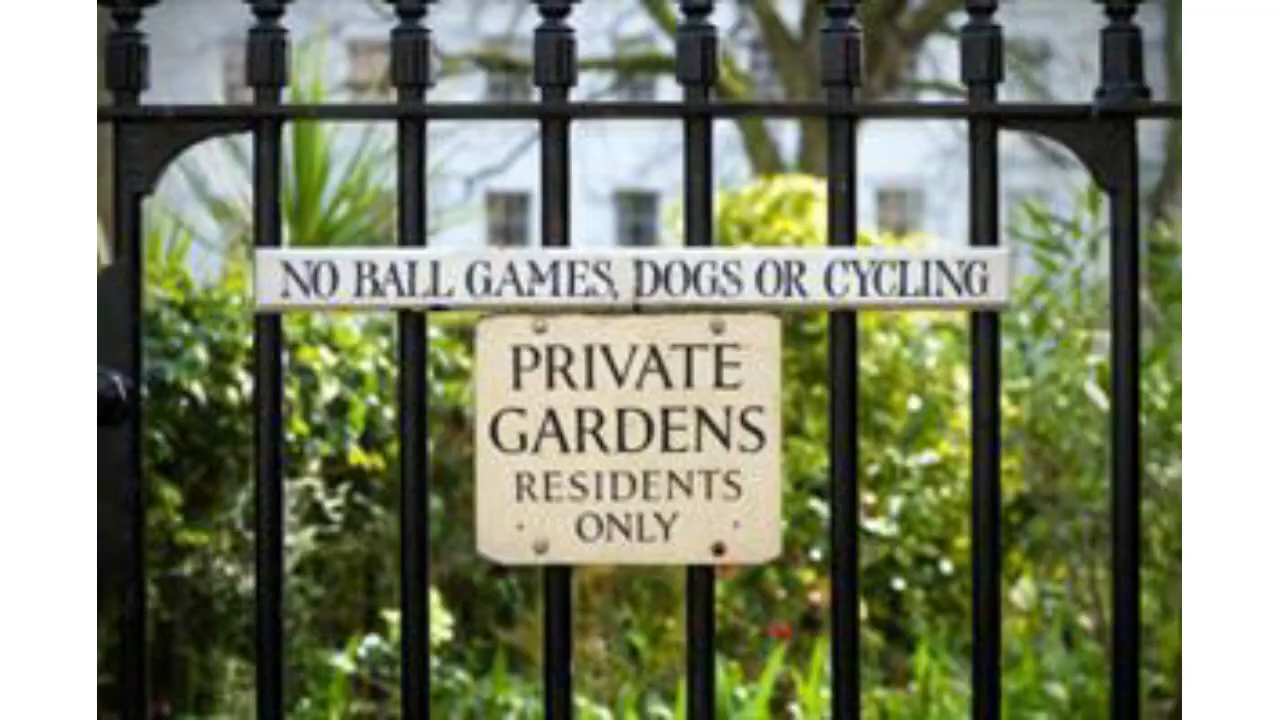 NO BALL GAMES, DOGS OR CYCLING
PRIVATE
GARDENS
RESIDENTS
ONLY